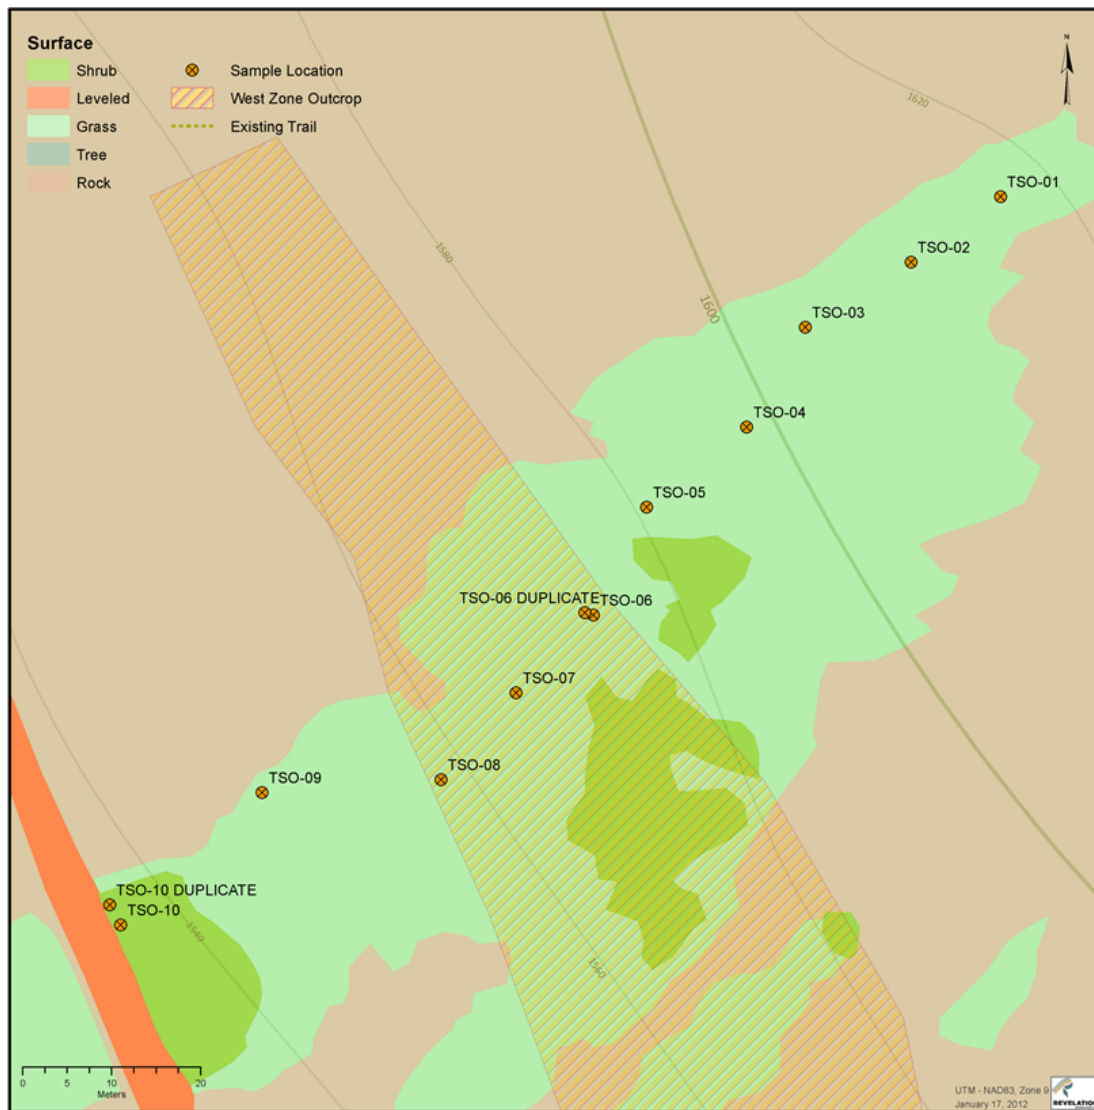 Surface
Shrub
Leveled
Grass
Tree
Rock
Sample Location
West Zone Outcrop
Existing Trail
N
1620
TSO-01
TSO-02
1580
1600
TSO-03
TSO-04
TSO-05
TSO-06 DUPLICATE
TSO-06
TSO-07
TSO-08
TSO-09
TSO-10 DUPLICATE
TSO-10
1540
1560
0 5 10 20
Meters
UTM - NAD83, Zone 9
January 17, 2012
REVELATION